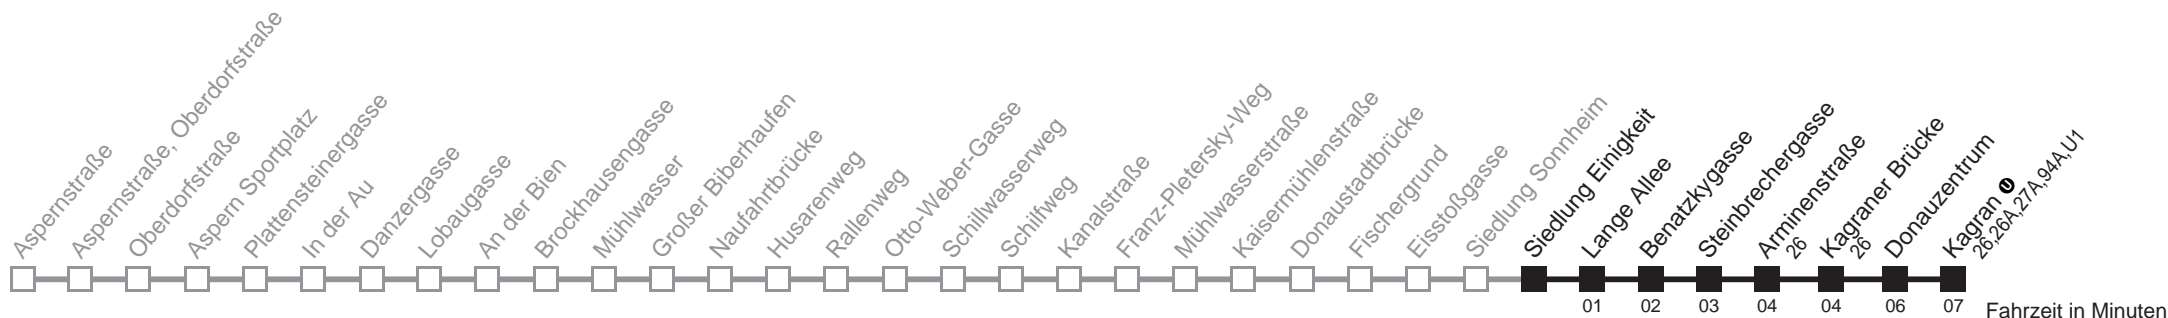 Aspernstraße
Aspernstraße, Oberdorfstraße
Oberdorfstraße
Aspern Sportplatz
Plattensteinergasse
In der Au
Danzergasse
Lobaugasse
An der Bien
Brockhausengasse
Mühlwasser
Großer Biberhaufen
Naufahrtbrücke
Husarenweg
Rallenweg
Otto-Weber-Gasse
Schillwasserweg
Schilfweg
Kanalstraße
Franz-Pletersky-Weg
Mühlwasserstraße
Kaisermühlenstraße
Donaustadtbrücke
Fischergrund
Eisstoßgasse
Siedlung Sonnheim
Siedlung Einigkeit
Lange Allee
Benatzkygasse
Steinbrechergasse
Arminenstraße
26
Kagraner Brücke
26
Donauzentrum
Kagran U
26,26A,27A,94A,U1
01 02 03 04 04 06 07 Fahrzeit in Minuten